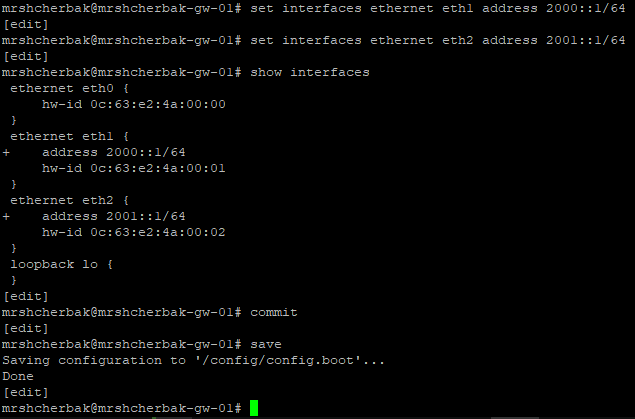 mrshcherbak@mrshcherbak-gw-01# set interfaces ethernet eth1 address 2000::1/64
[edit]
mrshcherbak@mrshcherbak-gw-01# set interfaces ethernet eth2 address 2001::1/64
[edit]
mrshcherbak@mrshcherbak-gw-01# show interfaces
 ethernet eth0 {
     hw-id 0c:63:e2:4a:00:00
 }
 ethernet eth1 {
+    address 2000::1/64
     hw-id 0c:63:e2:4a:00:01
 }
 ethernet eth2 {
+    address 2001::1/64
     hw-id 0c:63:e2:4a:00:02
 }
 loopback lo {
 }
[edit]
mrshcherbak@mrshcherbak-gw-01# commit
[edit]
mrshcherbak@mrshcherbak-gw-01# save
Saving configuration to '/config/config.boot'...
Done
[edit]
mrshcherbak@mrshcherbak-gw-01#